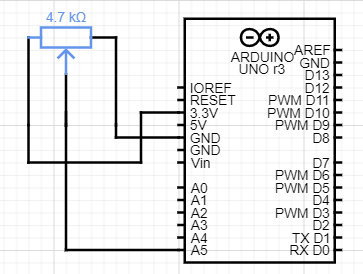 4.7 kΩ
ARDUINO
UNO r3
IOREF
RESET
3.3V
5V
GND
GND
Vin
A0
A1
A2
A3
A4
A5
AREF
GND
D13
D12
PWM D11
PWM D10
PWM D9
D8
D7
PWM D6
PWM D5
D4
PWM D3
D2
TX D1
RX D0